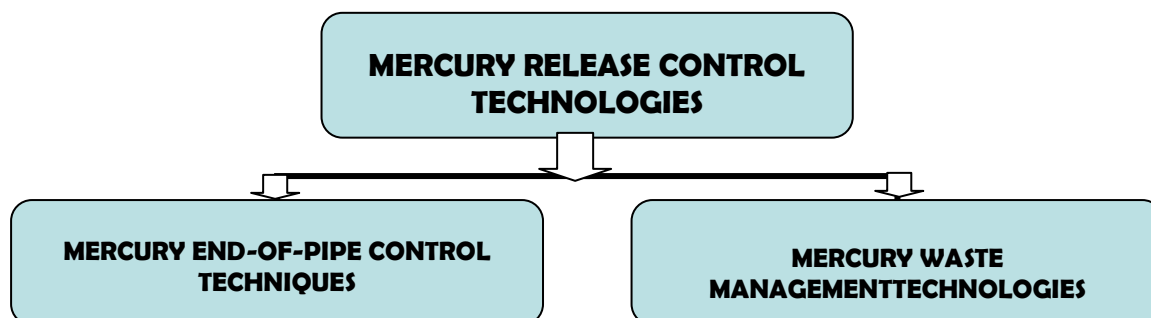 MERCURY RELEASE CONTROL
TECHNOLOGIES
MERCURY END-OF-PIPE CONTROL
TECHNIQUES
MERCURY WASTE
MANAGEMENTTECHNOLOGIES